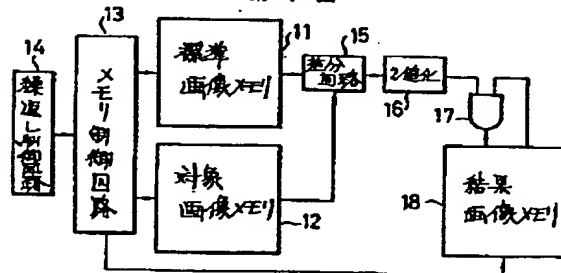 13
14
11
15
標準
画像メモリ
差分
回路
2値化
16
17
繰返し制御回路
メモリ制御回路
対象
画像メモリ
12
18
結果
画像メモリ